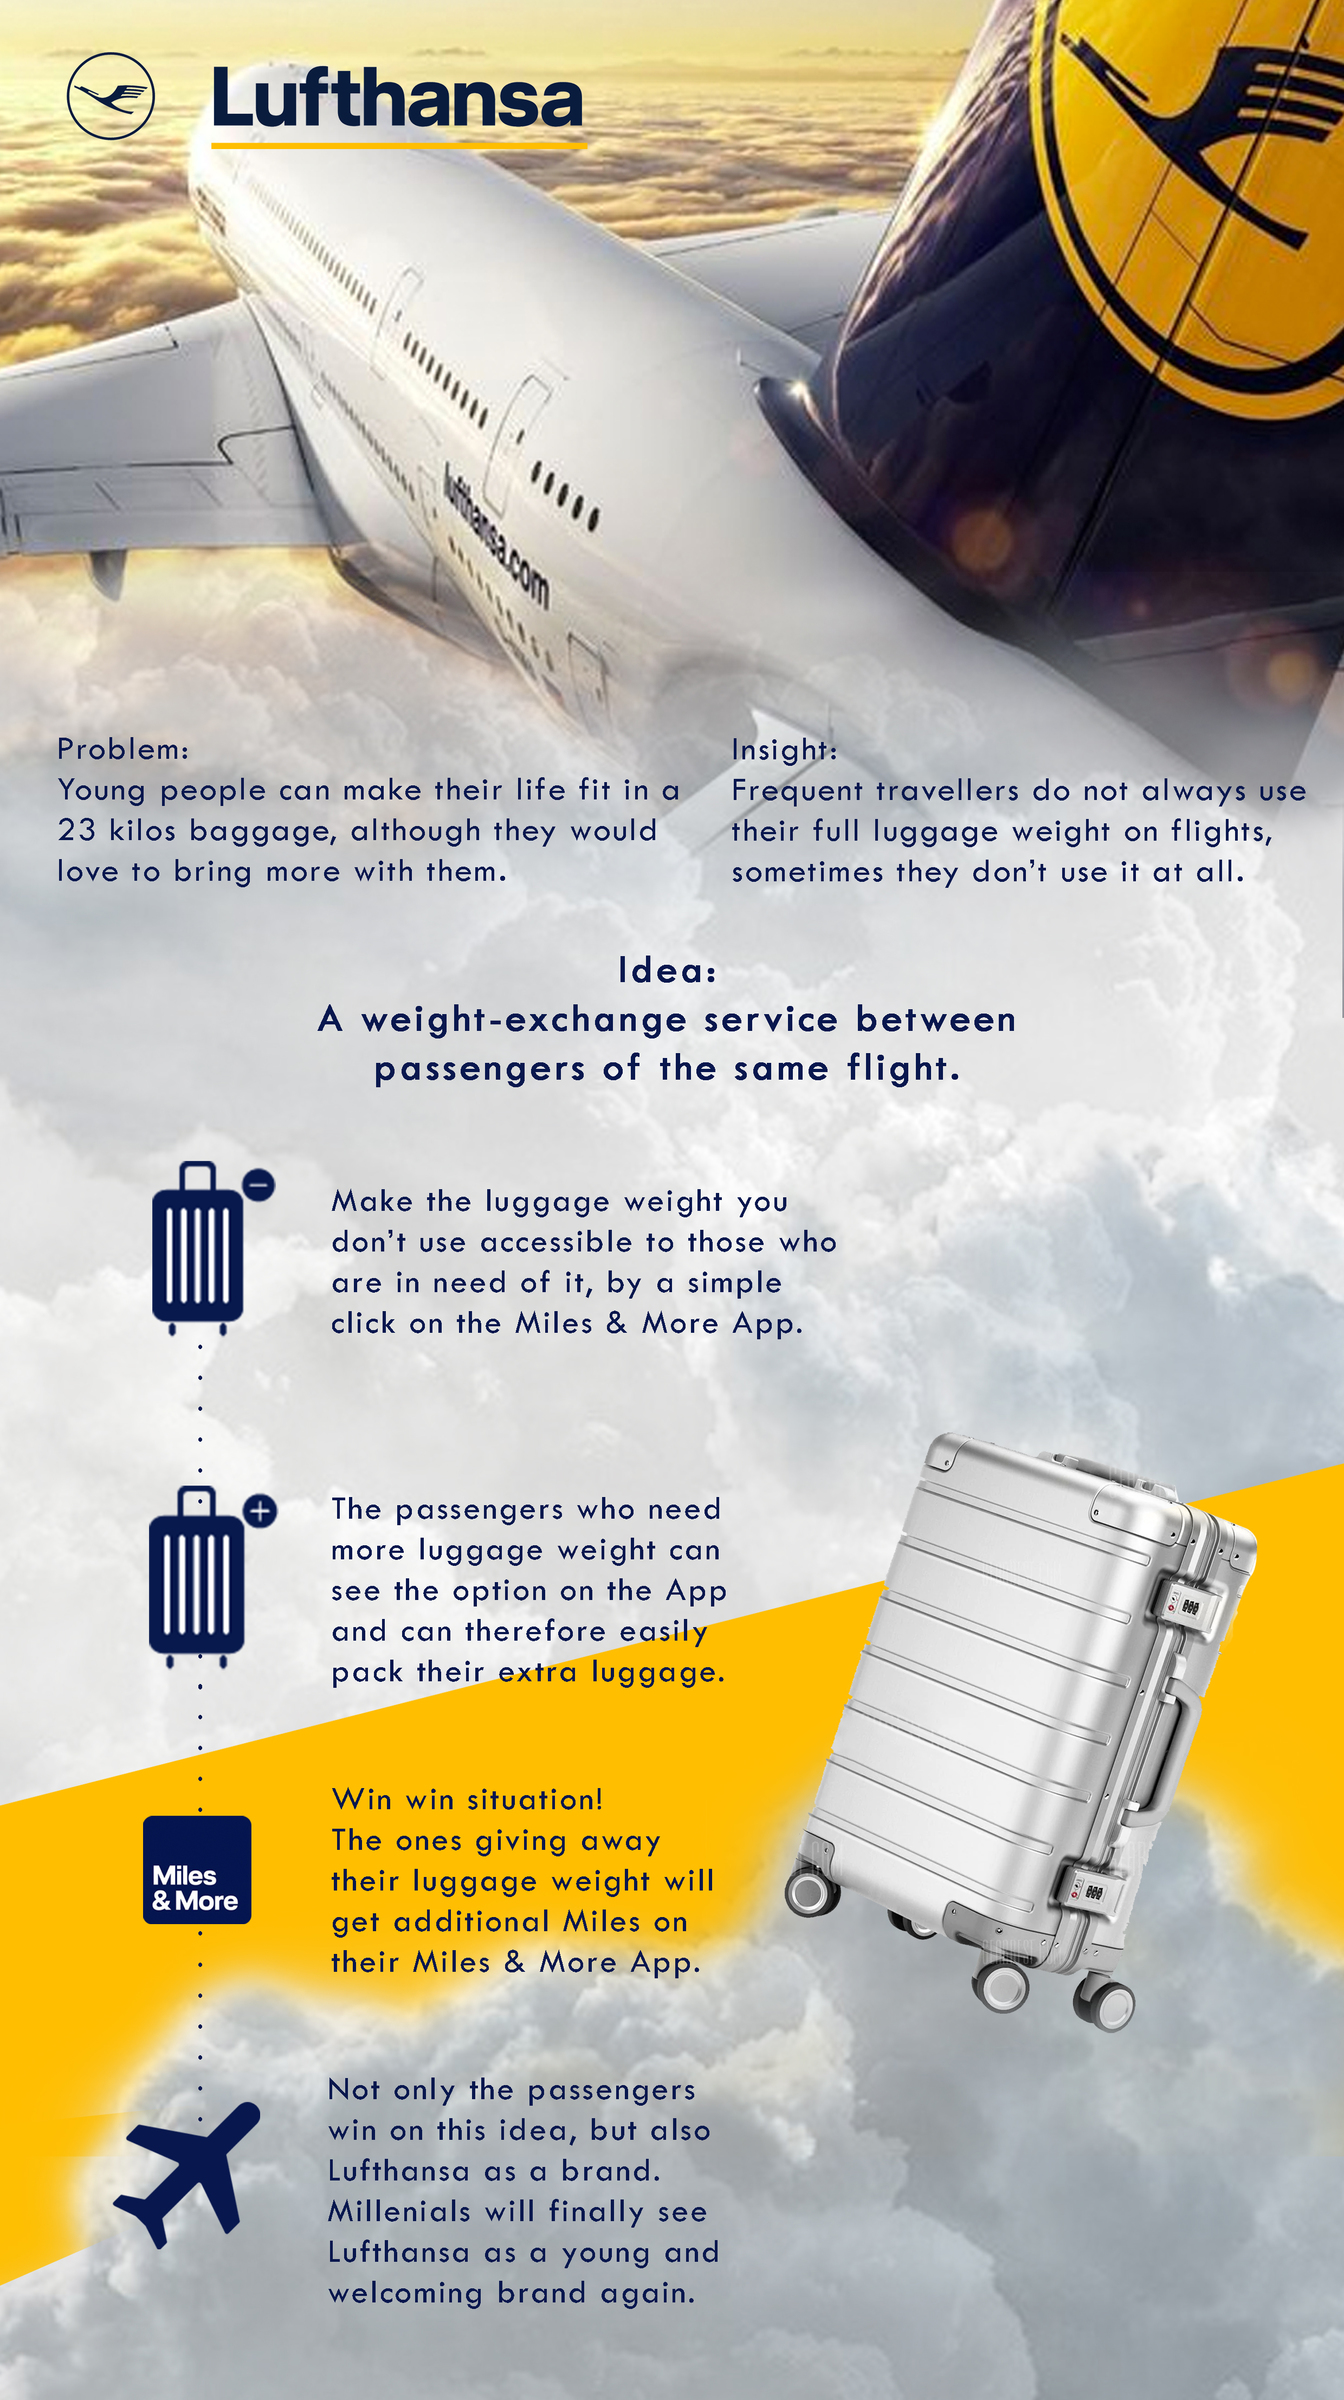 Lufthansa
lufthansa.com
Problem:
Young people can make their life fit in a
23 kilos baggage, although they would
love to bring more with them.
Insight:
Frequent travellers do not always use
their full luggage weight on flights,
sometimes they don't use it at all.
Idea:
A weight-exchange service between
passengers of the same flight.
Make the luggage weight you
don't use accessible to those who
are in need of it, by a simple
click on the Miles & More App.
The passengers who need
more luggage weight can
see the option on the App
and can therefore easily
pack their extra luggage.
Miles
& More
Win win situation!
The ones giving away
their luggage weight will
get additional Miles on
their Miles & More App.
Not only the passengers
win on this idea, but also
Lufthansa as a brand.
Millenials will finally see
Lufthansa as a young and
welcoming brand again.